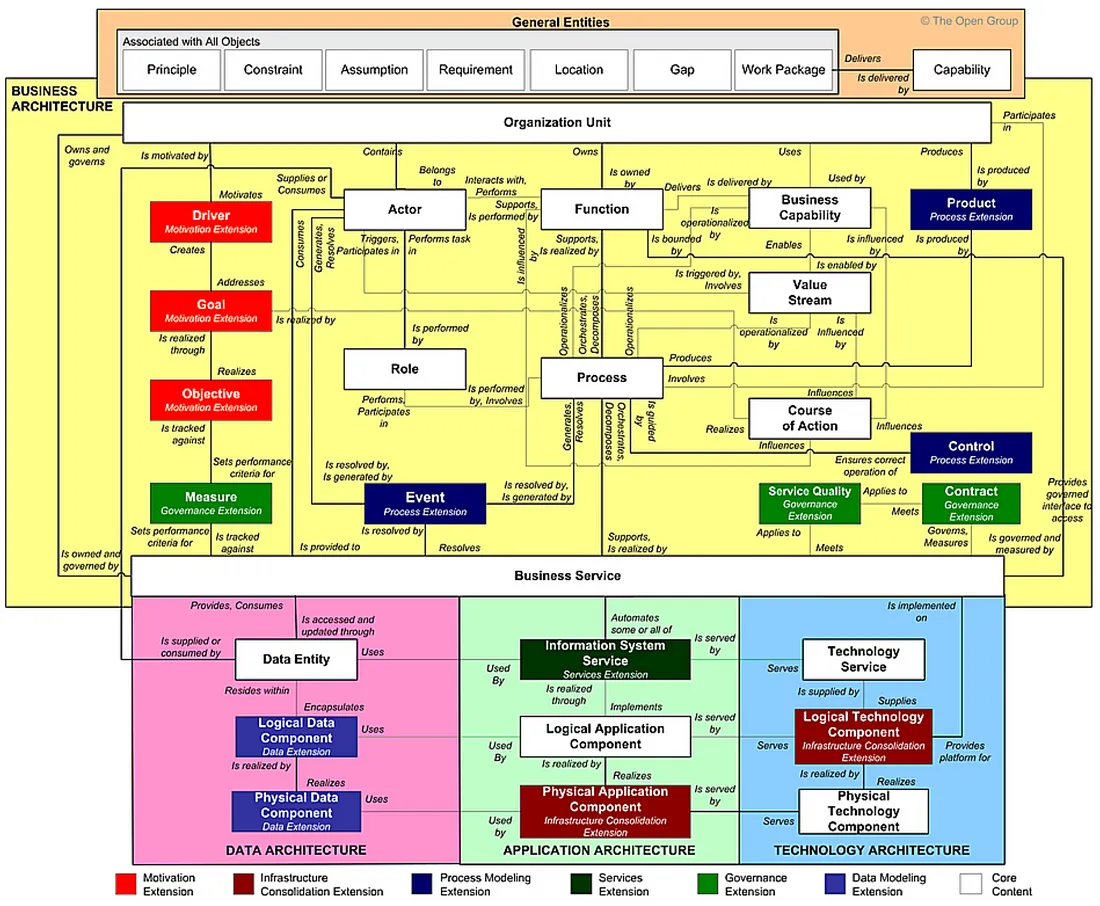 General Entities
© The Open Group
Associated with All Objects
Principle
Constraint
Assumption
Requirement
Location
Gap
Work Package
Delivers
Is delivered
by
Capability
BUSINESS
ARCHITECTURE
Organization Unit
Participates
in
Owns and
governs
Is motivated by
Contains
Owns
Uses
Produces
Supplies or
Consumes
Belongs
to
Interacts with,
Performs
Is owned
by
Delivers
Is delivered by
Used by
Is produced
by
Motivates
Driver
Motivation Extension
Actor
Supports,
Is performed by
Function
Business
Capability
Product
Process Extension
Creates
Consumes
Generates,
Resolves
Triggers,
Participates in
Performs task
in
Is influenced
by
Supports,
Is realized by
Is bounded
by
Is
operationalized
by
Enables
Is influenced
by
Is produced
by
Addresses
Goal
Motivation Extension
Is triggered by,
Involves
Is enabled by
Value
Stream
Is realized by
Is realized
through
Is performed
by
Operationalizes
Orchestrates,
Decomposes
Operationalizes
Is
operationalized
by
Is
Influenced
by
Realizes
Objective
Motivation Extension
Role
Process
Produces
Involves
Is performed
by, Involves
Performs,
Participates
in
Influences
Course
of Action
Realizes
Influences
Influences
Is tracked
against
Generates,
Resolves
Orchestrates,
Decomposes
Is guided
by
Control
Process Extension
Ensures correct
operation of
Sets performance
criteria for
Is resolved by,
Is generated by
Is resolved by,
Is generated by
Measure
Governance Extension
Event
Process Extension
Service Quality
Governance
Extension
Applies to
Meets
Contract
Governance
Extension
Provides
governed
interface to
access
Sets performance
criteria for
Is tracked
against
Is resolved by
Resolves
Is provided to
Supports,
Is realized by
Applies to
Meets
Governs,
Measures
Is governed and
measured by
Is owned and
governed by
Business Service
Provides, Consumes
Is accessed and
updated through
Automates
some or all of
Is implemented
on
Is supplied or
consumed by
Data Entity
Uses
Used
By
Information System
Service
Services Extension
Is served
by
Serves
Technology
Service
Resides within
Encapsulates
Is realized
through
Implements
Is supplied by
Supplies
Logical Data
Component
Data Extension
Uses
Used
By
Logical Application
Component
Is served
by
Serves
Logical Technology
Component
Infrastructure Consolidation
Extension
Provides
platform for
Is realized by
Realizes
Is realized by
Realizes
Is realized by
Realizes
Physical Data
Component
Data Extension
Uses
Used
by
Physical Application
Component
Infrastructure Consolidation
Extension
Is served
by
Serves
Physical
Technology
Component
DATA ARCHITECTURE
APPLICATION ARCHITECTURE
TECHNOLOGY ARCHITECTURE
Motivation
Extension
Infrastructure
Consolidation Extension
Process Modeling
Extension
Services
Extension
Governance
Extension
Data Modeling
Extension
Core
Content